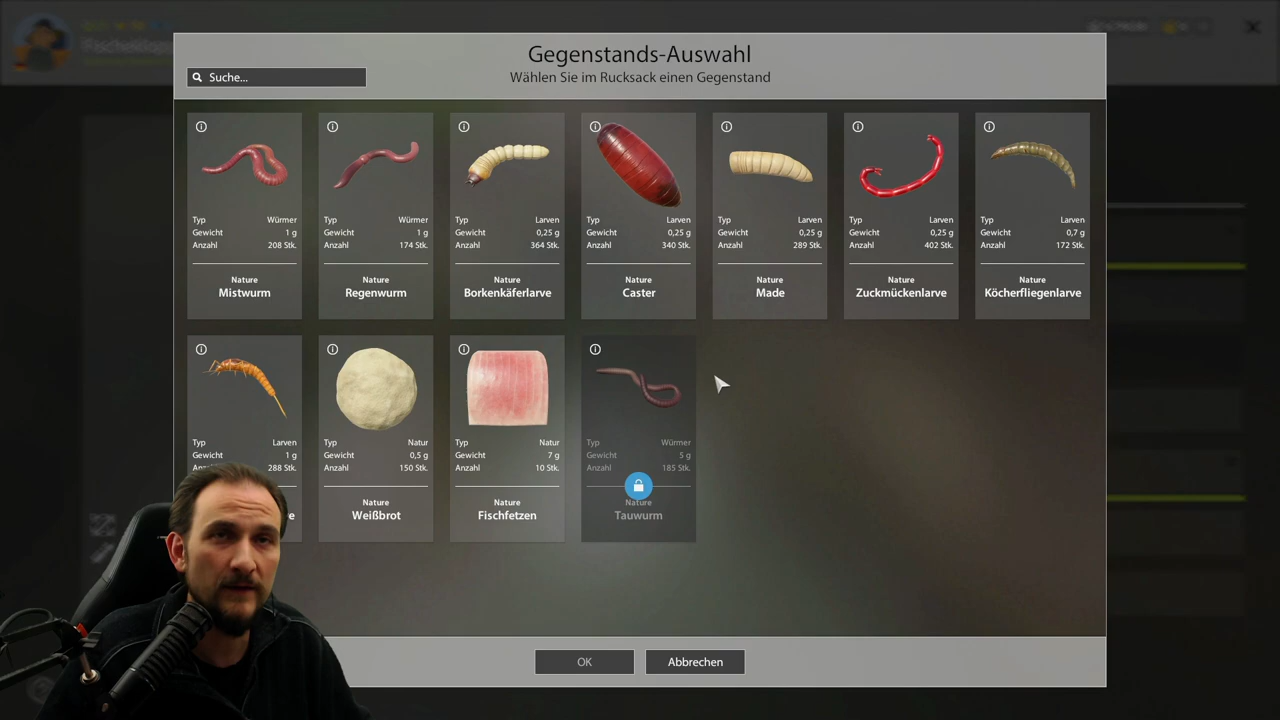 Gegenstands-Auswahl
Wählen Sie im Rucksack einen Gegenstand
Suche...
Typ Würmer
Gewicht 1 g
Anzahl 208 Stk.
Nature
Mistwurm
Typ Würmer
Gewicht 1 g
Anzahl 174 Stk.
Nature
Regenwurm
Typ Larven
Gewicht 0,25 g
Anzahl 364 Stk.
Nature
Borkenkäferlarve
Typ Larven
Gewicht 0,25 g
Anzahl 340 Stk.
Nature
Caster
Typ Larven
Gewicht 0,25 g
Anzahl 289 Stk.
Nature
Made
Typ Larven
Gewicht 0,25 g
Anzahl 402 Stk.
Nature
Zuckmückenlarve
Typ Larven
Gewicht 0,7 g
Anzahl 172 Stk.
Nature
Köcherfliegenlarve
Typ Larven
Gewicht 1 g
288 Stk.
Typ Natur
Gewicht 0,5 g
Anzahl 150 Stk.
Nature
Weißbrot
Typ Natur
Gewicht 7 g
Anzahl 10 Stk.
Nature
Fischfetzen
Typ Würmer
Gewicht 5 g
Anzahl 185 Stk.
Nature
Tauwurm
OK
Abbrechen